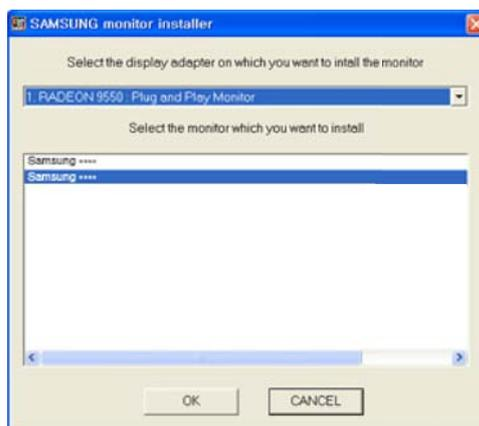 SAMSUNG monitor installer
Select the display adapter on which you want to intall the monitor
1. RADEON 9550 : Plug and Play Monitor
Select the monitor which you want to install
Samsung ****
Samsung ****
OK
CANCEL